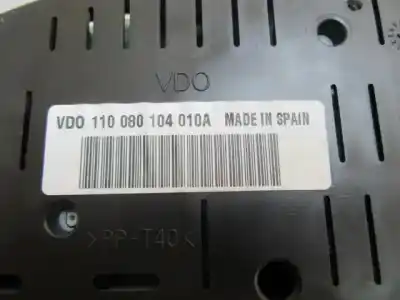 VDO
VDO 110 080 104 010A MADE IN SPAIN
>PP-T40<